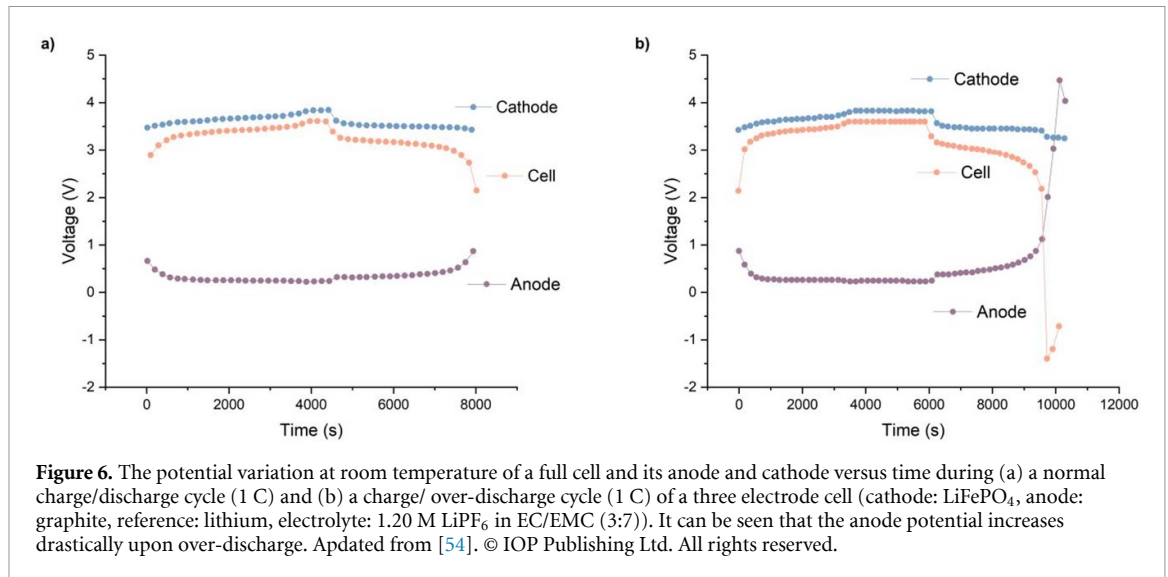 a)
b)
5
4
3
2
1
0
-1
-2
Voltage (V)
Cathode
Cell
Anode
0
2000
4000
6000
8000
Time (s)
5
4
3
2
1
0
-1
-2
Voltage (V)
Cathode
Cell
Anode
0
2000
4000
6000
8000
10000
12000
Time (s)
Figure 6. The potential variation at room temperature of a full cell and its anode and cathode versus time during (a) a normal
charge/discharge cycle (1 C) and (b) a charge/ over-discharge cycle (1 C) of a three electrode cell (cathode: LiFePO₄, anode:
graphite, reference: lithium, electrolyte: 1.20 M LiPF₆ in EC/EMC (3:7)). It can be seen that the anode potential increases
drastically upon over-discharge. Apdated from [54]. © IOP Publishing Ltd. All rights reserved.